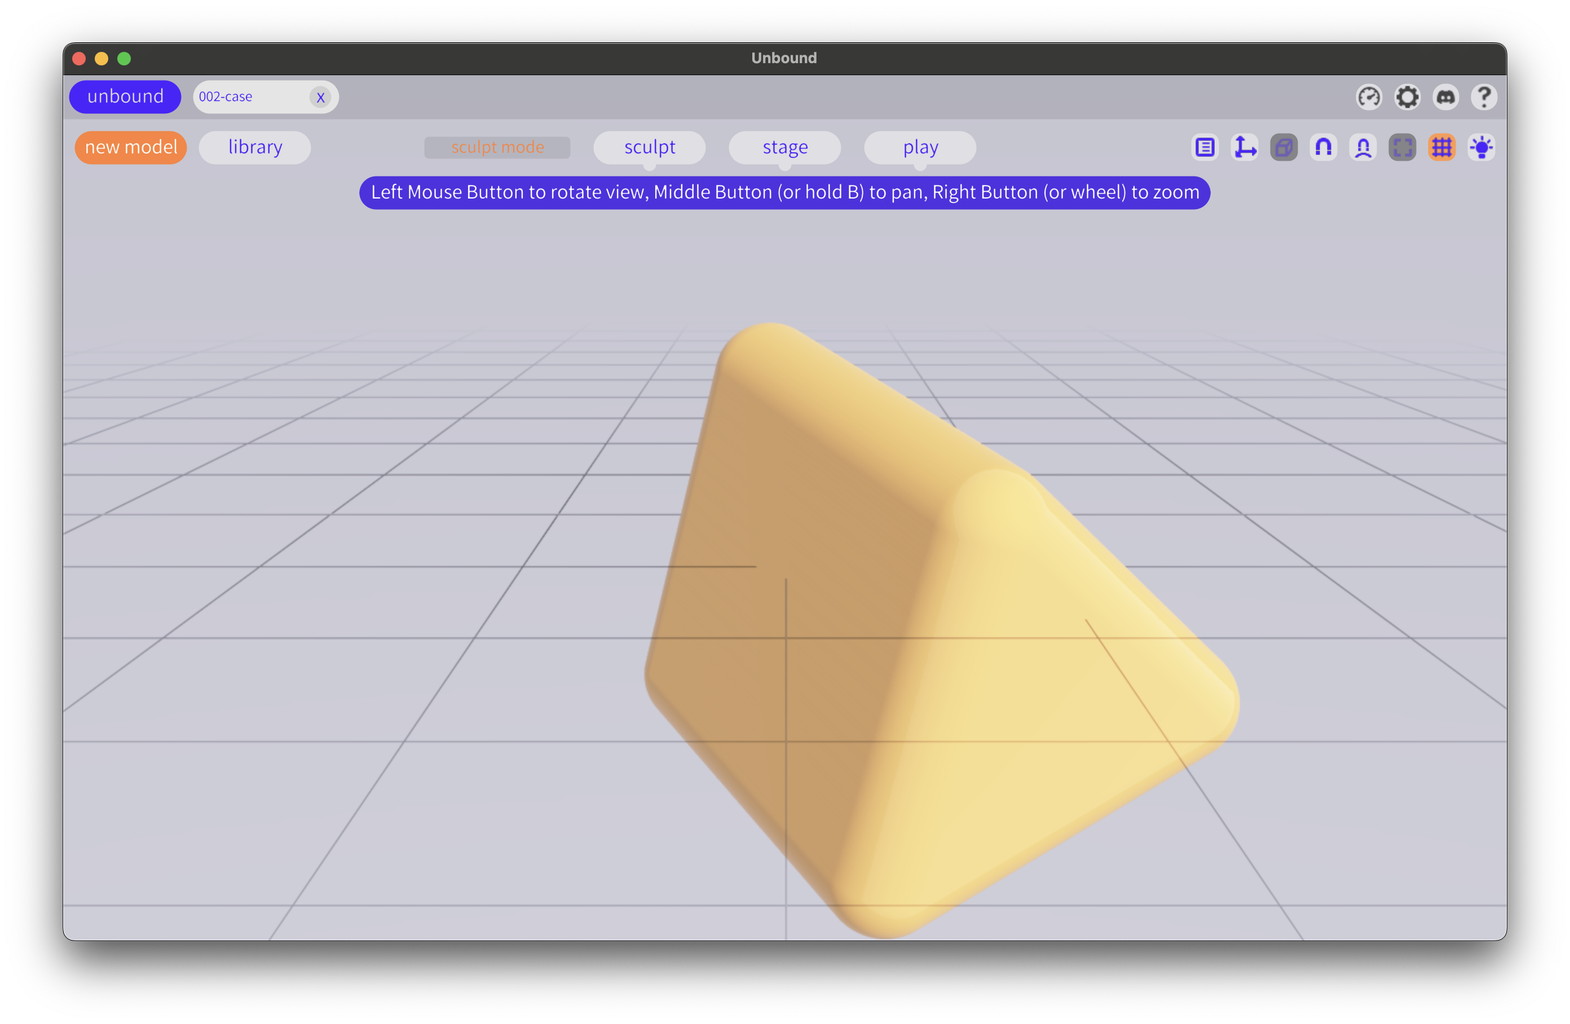 Unbound
unbound
002-case X
new model
library
sculpt mode
sculpt
stage
play
Left Mouse Button to rotate view, Middle Button (or hold B) to pan, Right Button (or wheel) to zoom
?